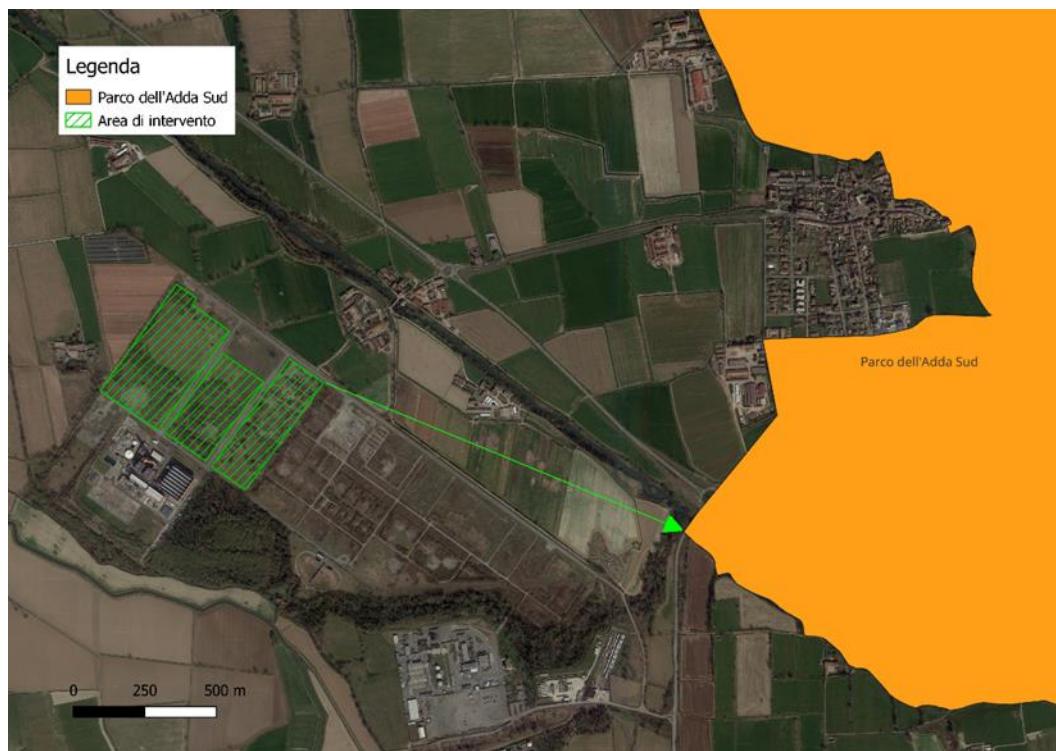 Legenda
Parco dell'Adda Sud
Area di intervento
Parco dell'Adda Sud
0 250 500 m